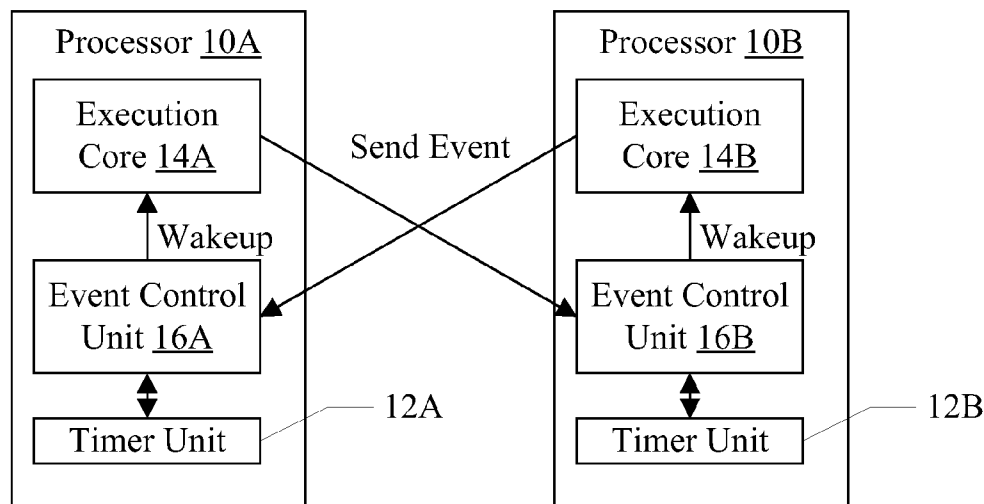 Processor 10A
Execution
Core 14A
Wakeup
Event Control
Unit 16A
Timer Unit
12A
Send Event
Processor 10B
Execution
Core 14B
Wakeup
Event Control
Unit 16B
Timer Unit
12B